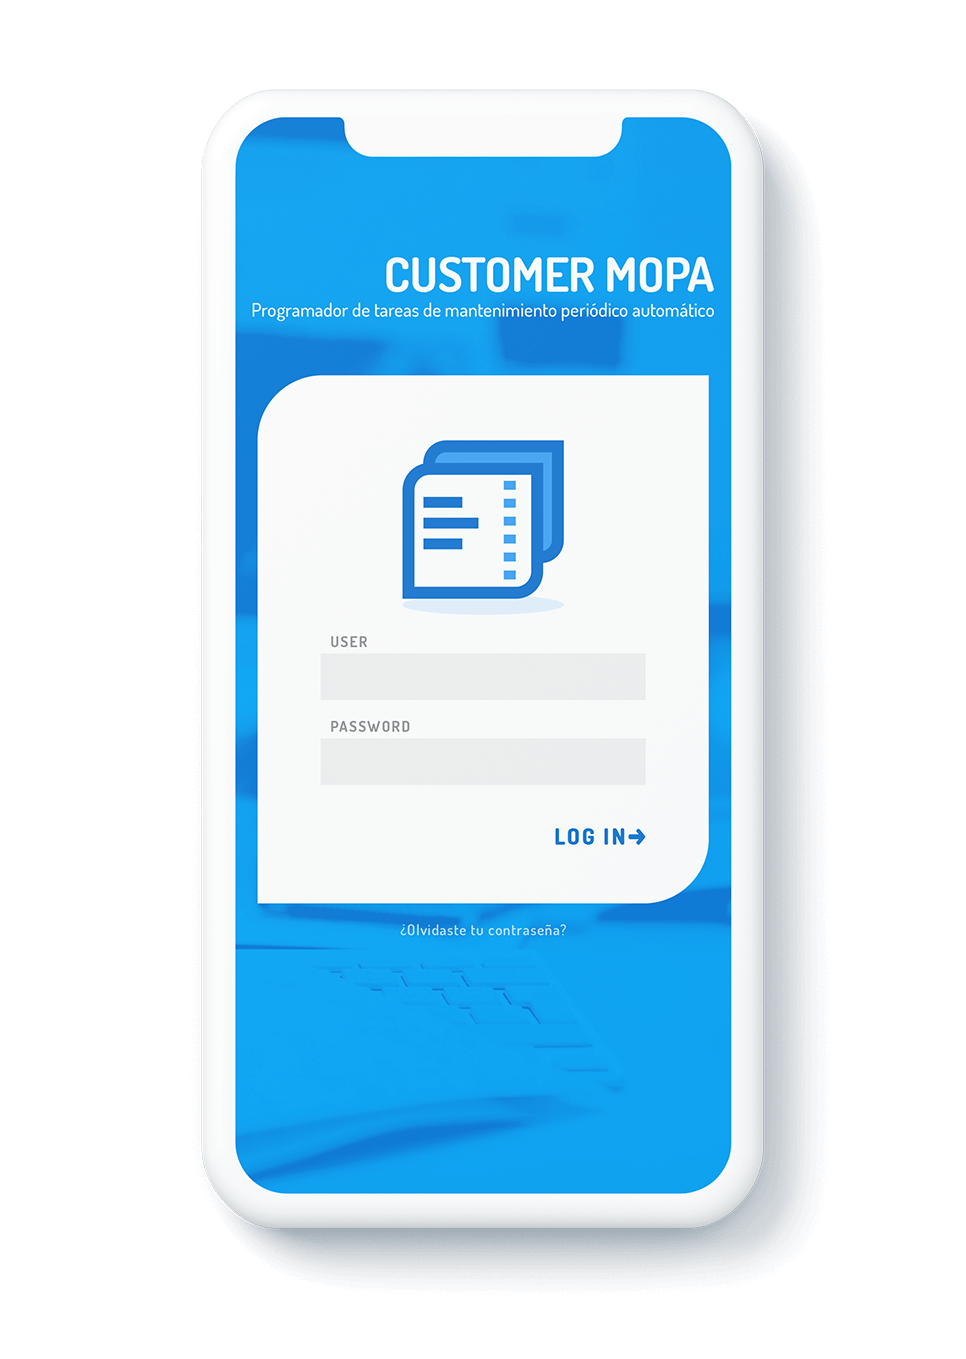 CUSTOMER MOPA
Programador de tareas de mantenimiento periódico automático
USER
PASSWORD
LOG IN➔
¿Olvidaste tu contraseña?